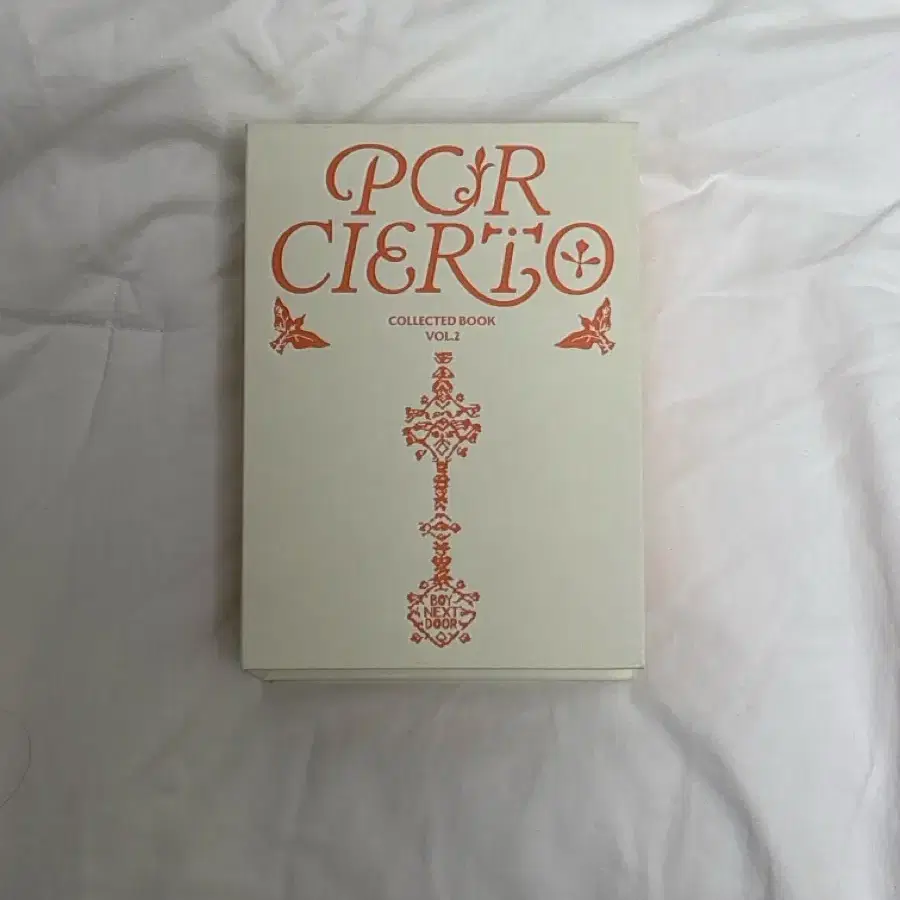 POR
CIERTO
COLLECTED BOOK
VOL.2
BOY
NEXT
DOOR